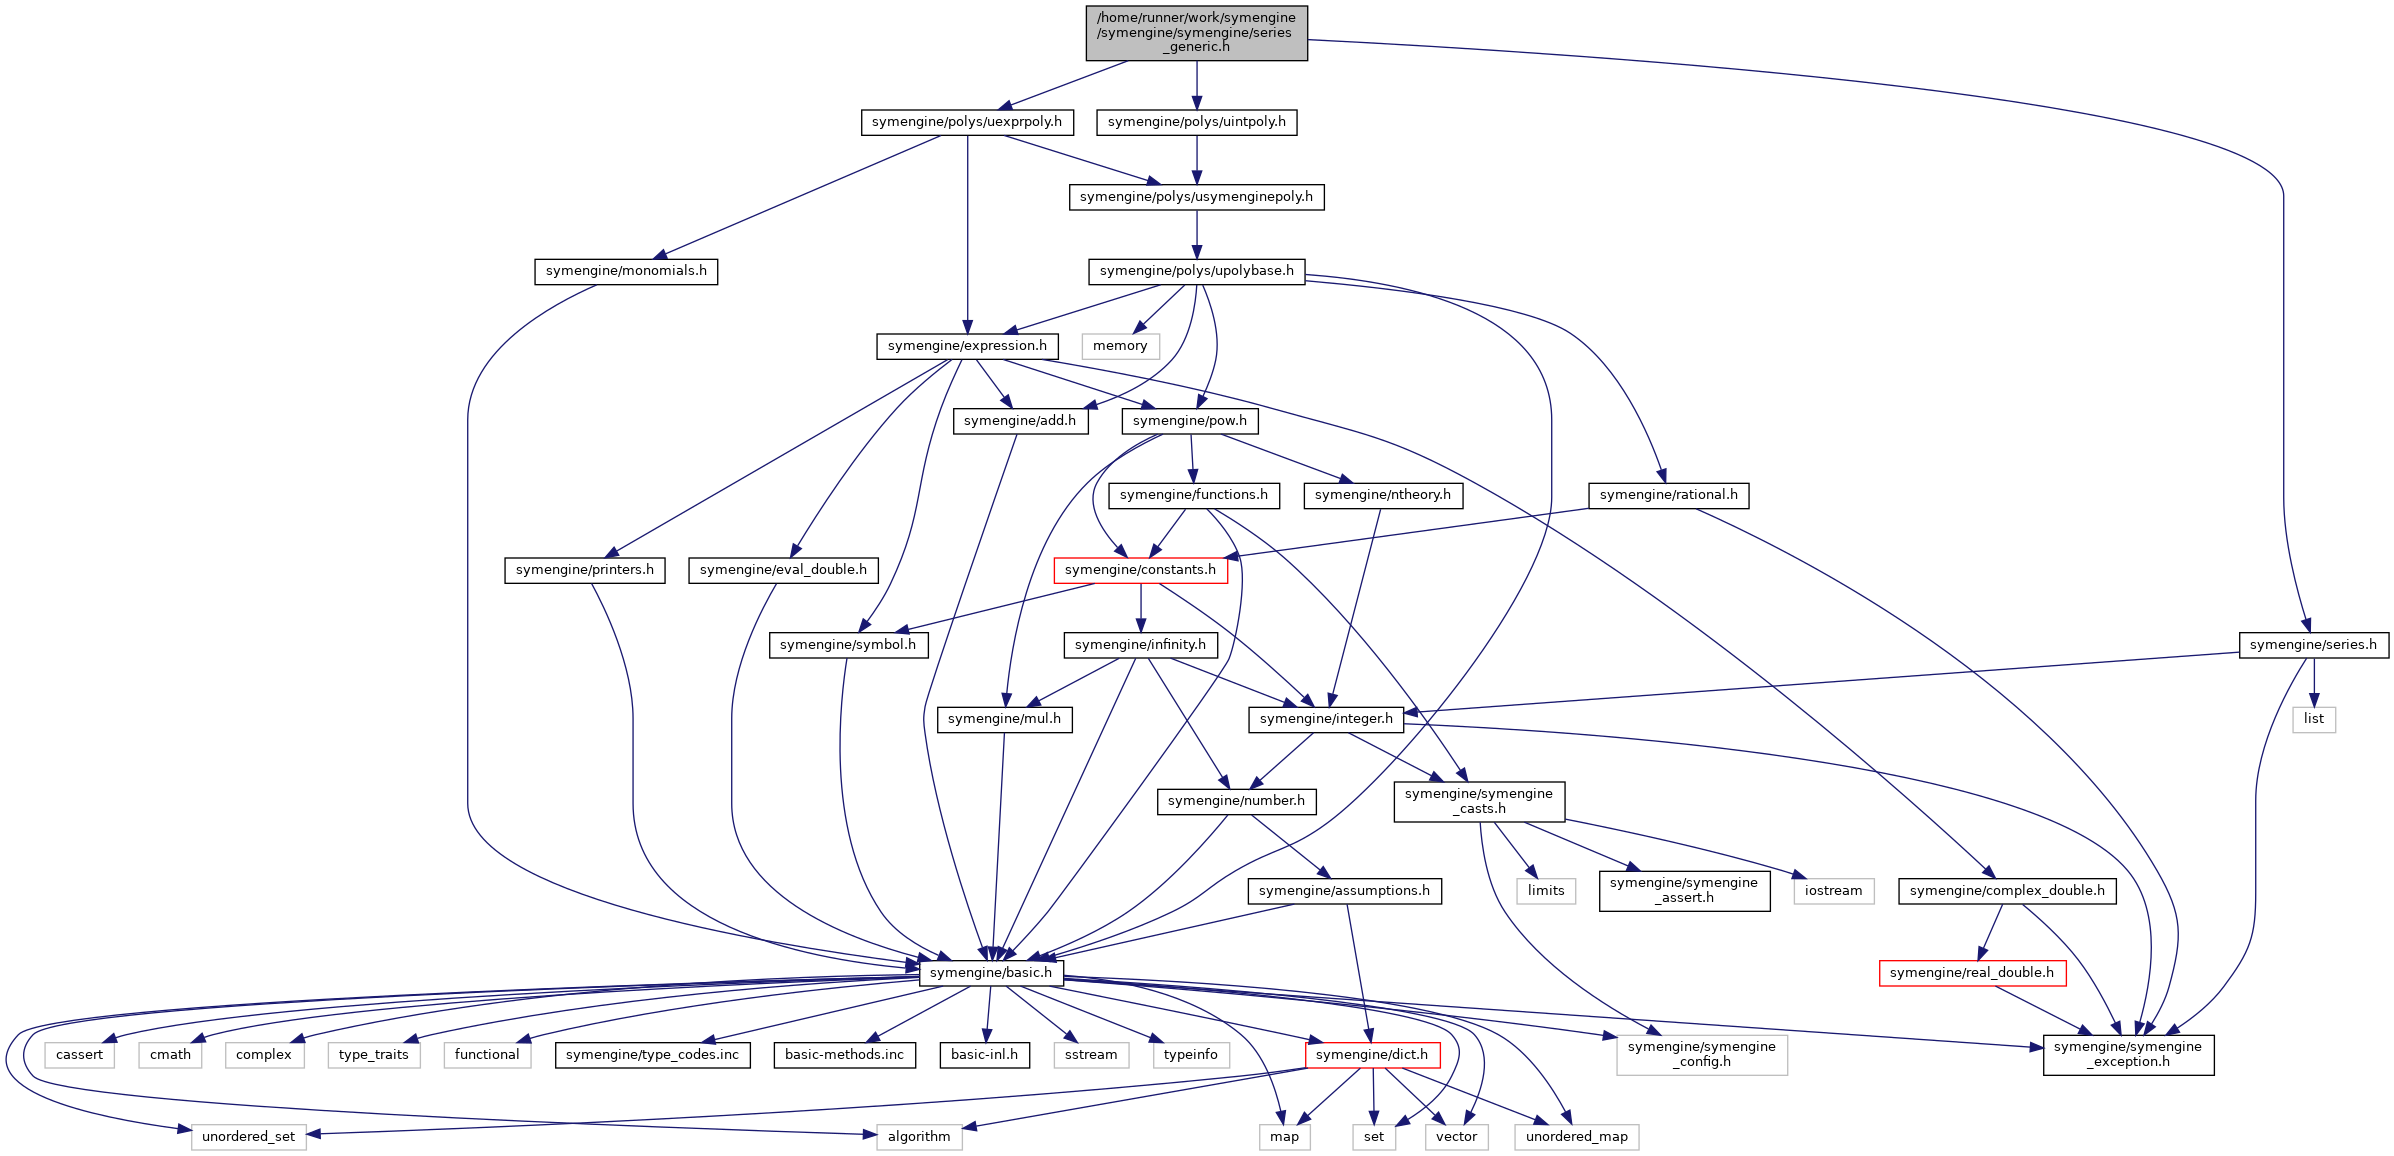 /home/runner/work/symengine
/symengine/symengine/series
_generic.h
symengine/polys/uexprpoly.h
symengine/polys/uintpoly.h
symengine/polys/usymenginepoly.h
symengine/monomials.h
symengine/polys/upolybase.h
symengine/expression.h
memory
symengine/add.h
symengine/pow.h
symengine/functions.h
symengine/ntheory.h
symengine/rational.h
symengine/printers.h
symengine/eval_double.h
symengine/constants.h
symengine/symbol.h
symengine/infinity.h
symengine/series.h
symengine/mul.h
symengine/integer.h
list
symengine/number.h
symengine/symengine
_casts.h
symengine/assumptions.h
limits
symengine/symengine
_assert.h
iostream
symengine/complex_double.h
symengine/basic.h
symengine/real_double.h
cassert
cmath
complex
type_traits
functional
symengine/type_codes.inc
basic-methods.inc
basic-inl.h
sstream
typeinfo
symengine/dict.h
symengine/symengine
_config.h
symengine/symengine
_exception.h
unordered_set
algorithm
map
set
vector
unordered_map